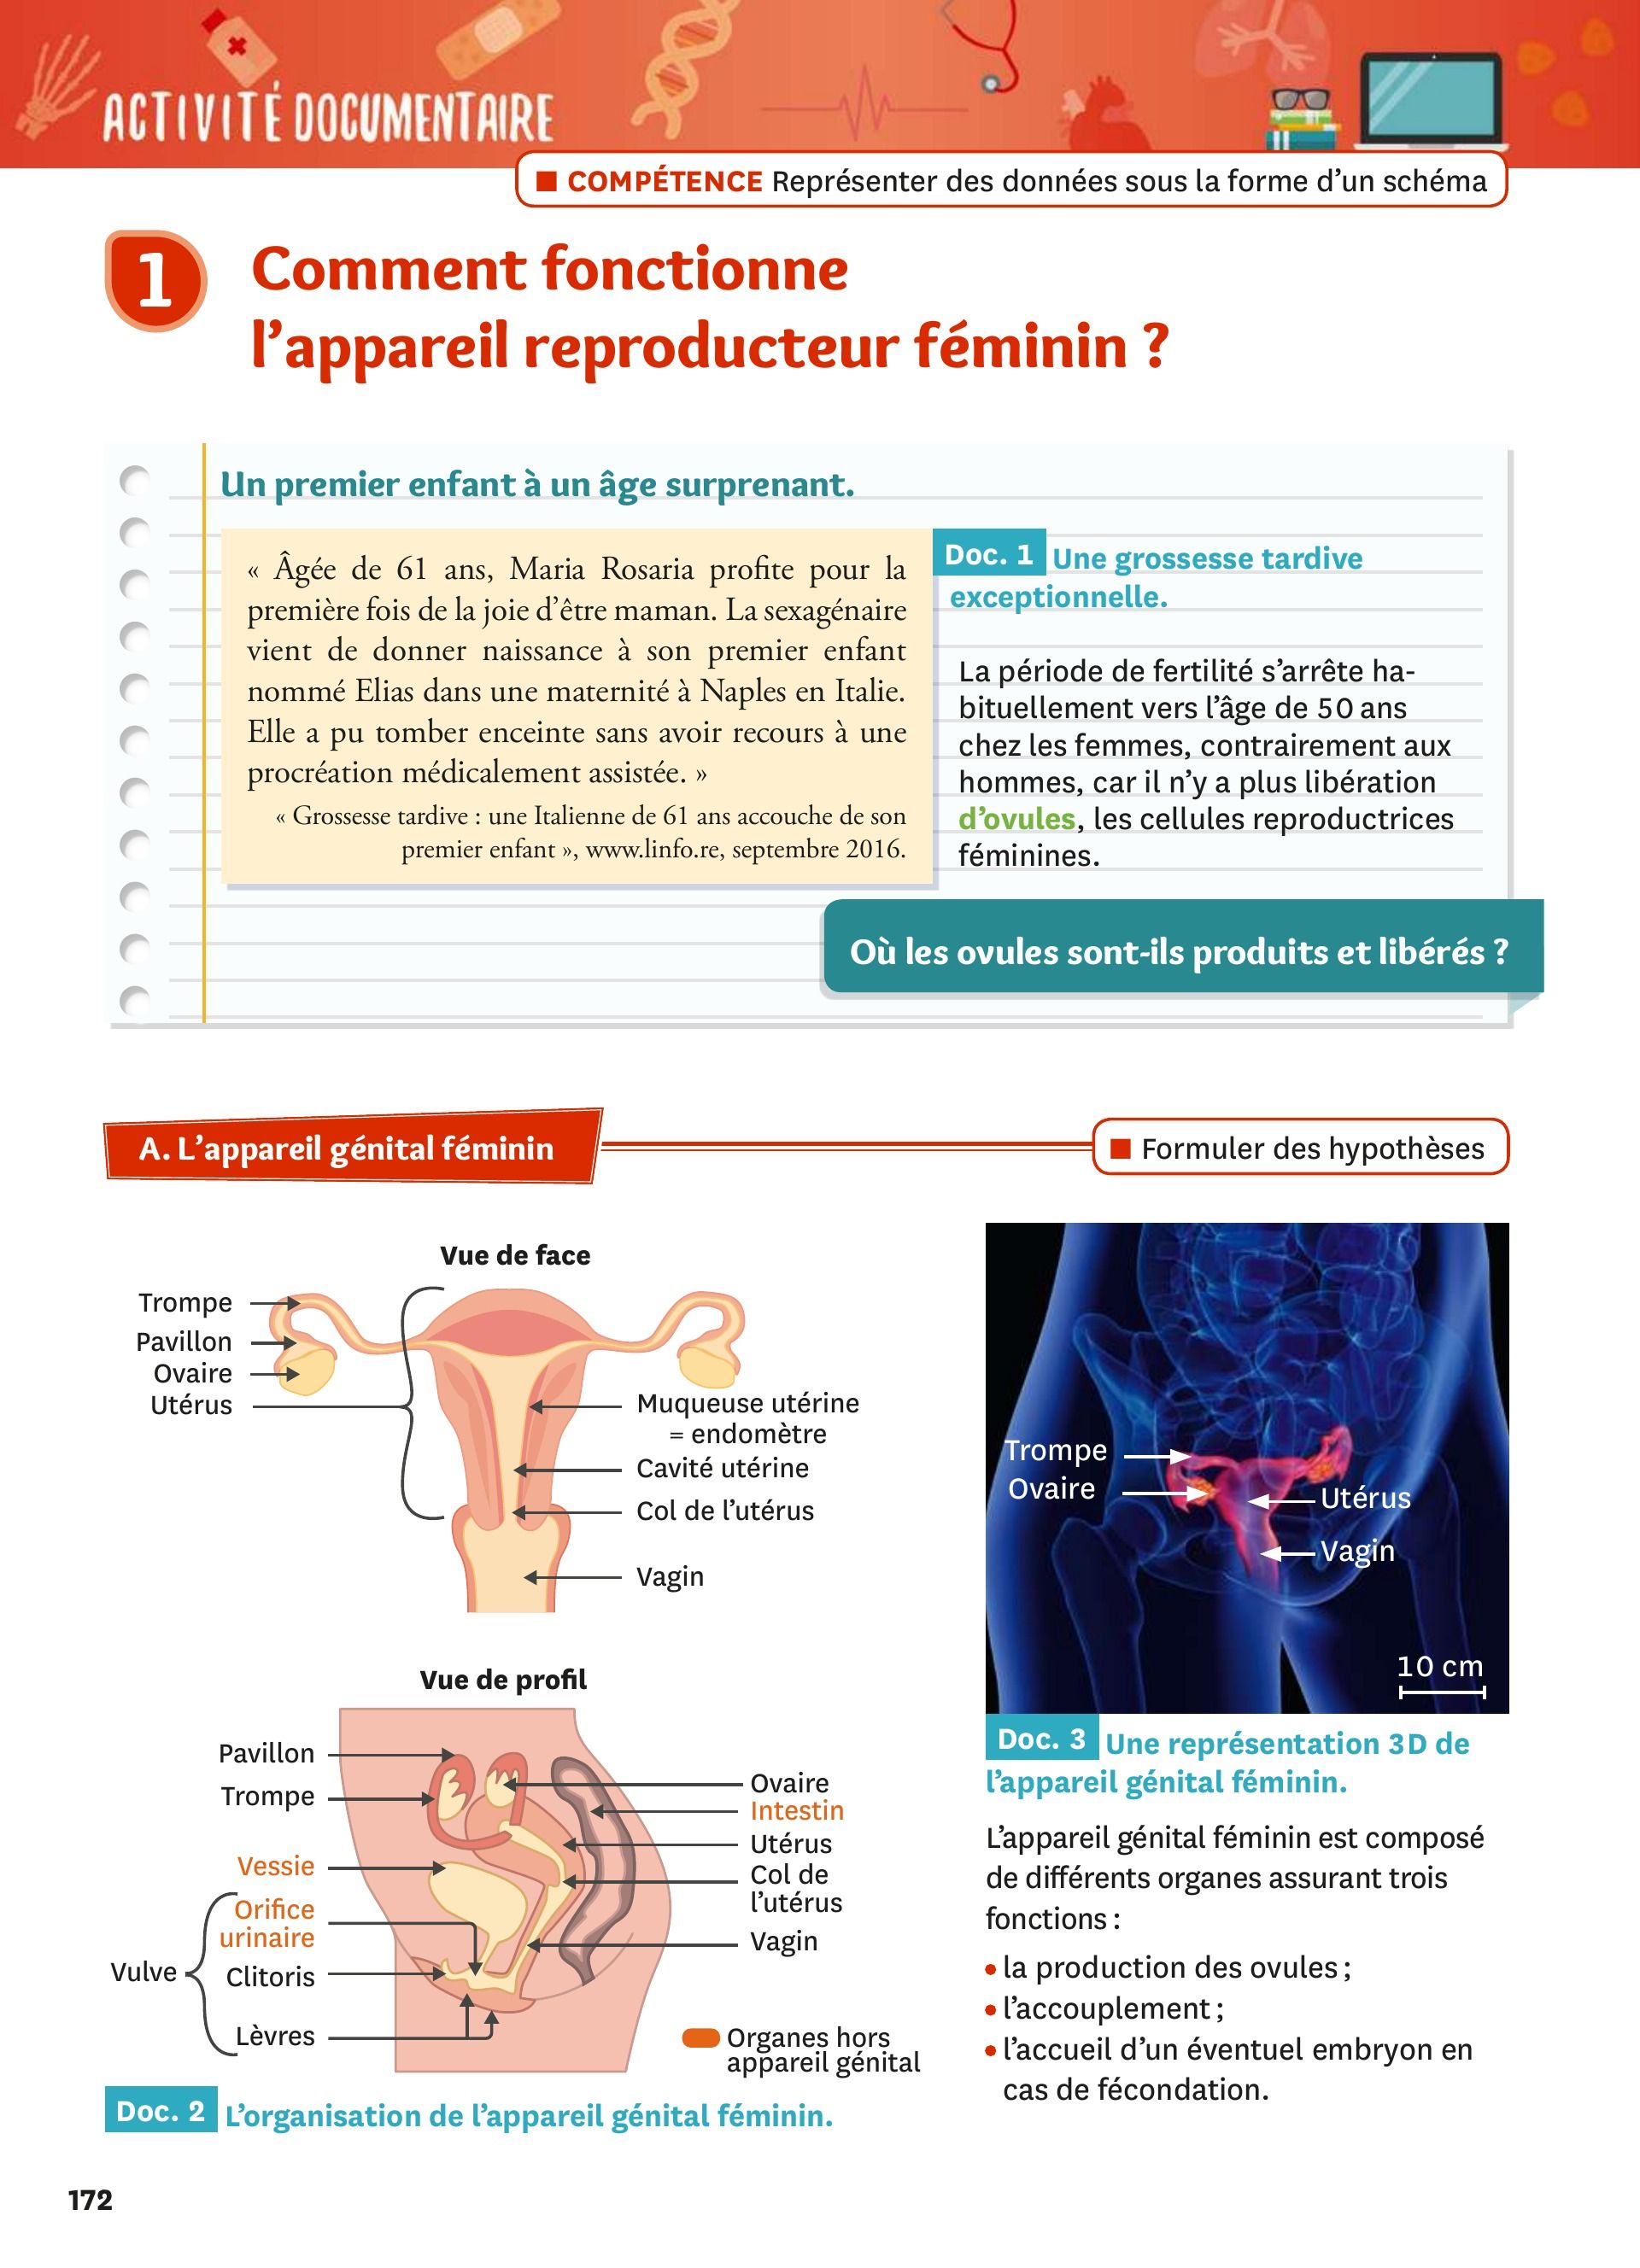 ACTIVITÉ DOCUMENTAIRE
■ COMPÉTENCE Représenter des données sous la forme d’un schéma
1
Comment fonctionne
l’appareil reproducteur féminin ?
Un premier enfant à un âge surprenant.
« Âgée de 61 ans, Maria Rosaria profite pour la
première fois de la joie d’être maman. La sexagénaire
vient de donner naissance à son premier enfant
nommé Elias dans une maternité à Naples en Italie.
Elle a pu tomber enceinte sans avoir recours à une
procréation médicalement assistée. »
« Grossesse tardive : une Italienne de 61 ans accouche de son
premier enfant », www.linfo.re, septembre 2016.
Doc. 1 Une grossesse tardive
exceptionnelle.
La période de fertilité s’arrête ha-
bituellement vers l’âge de 50 ans
chez les femmes, contrairement aux
hommes, car il n’y a plus libération
d’ovules, les cellules reproductrices
féminines.
Où les ovules sont-ils produits et libérés ?
A. L’appareil génital féminin
■ Formuler des hypothèses
Vue de face
Trompe
Pavillon
Ovaire
Utérus
Muqueuse utérine
= endomètre
Cavité utérine
Col de l’utérus
Vagin
Vue de profil
Pavillon
Trompe
Vessie
Orifice
urinaire
Vulve
Clitoris
Lèvres
Ovaire
Intestin
Utérus
Col de
l’utérus
Vagin
Organes hors
appareil génital
Doc. 2 L’organisation de l’appareil génital féminin.
Trompe
Ovaire
Utérus
Vagin
10 cm
Doc. 3 Une représentation 3D de
l’appareil génital féminin.
L’appareil génital féminin est composé
de différents organes assurant trois
fonctions :
• la production des ovules ;
• l’accouplement ;
• l’accueil d’un éventuel embryon en
cas de fécondation.
172